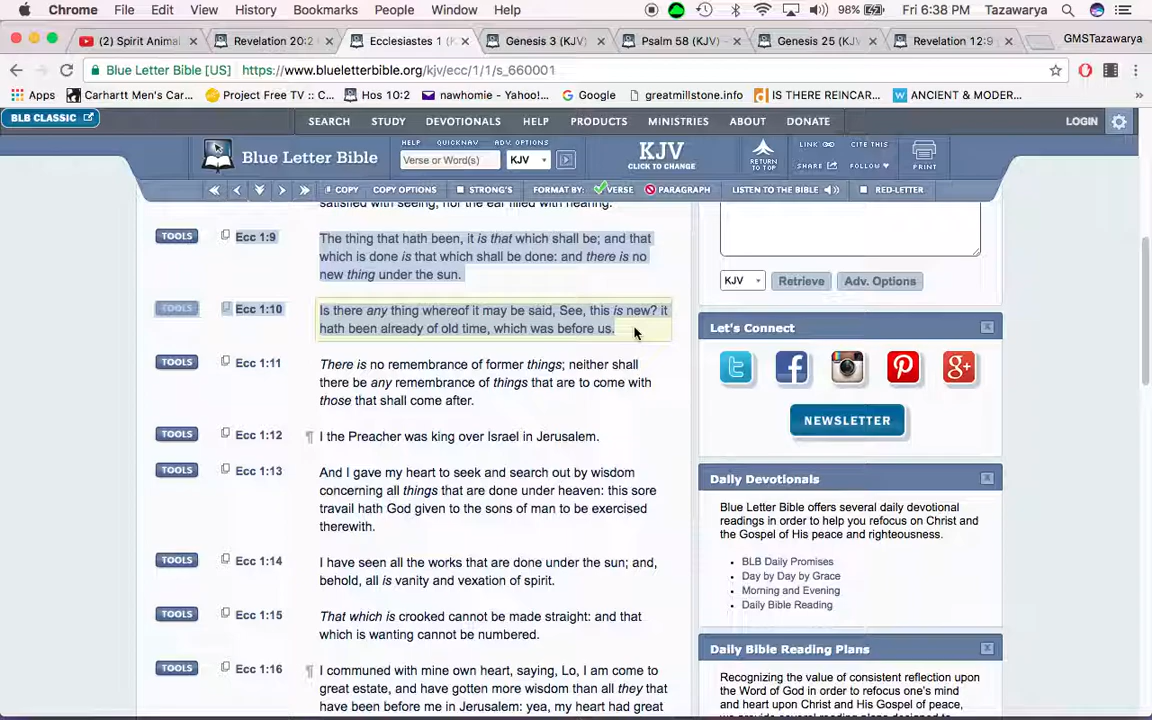 Chrome File Edit View History Bookmarks People Window Help 98% Fri 6:38 PM Tazawarya
(2) Spirit Animal Revelation 20:2 Ecclesiastes 1 (KJV) Genesis 3 (KJV) Psalm 58 (KJV) Genesis 25 (KJV Revelation 12:9 GMSTazawarya
Blue Letter Bible [US] https://www.blueletterbible.org/kjv/ecc/1/1/s_660001
Apps Carhartt Men's Car... Project Free TV :: C... Hos 10:2 nawhomie - Yahoo!... Google greatmillstone.info IS THERE REINCAR... ANCIENT & MODER... »
BLB CLASSIC SEARCH STUDY DEVOTIONALS HELP PRODUCTS MINISTRIES ABOUT DONATE LOGIN
HELP QUICKNAV ADV. OPTIONS
Blue Letter Bible Verse or Word(s) KJV KJV CLICK TO CHANGE RETURN TO TOP LINK CITE THIS SHARE FOLLOW PRINT
COPY COPY OPTIONS STRONG'S FORMAT BY: VERSE PARAGRAPH LISTEN TO THE BIBLE RED-LETTER
satisfied with seeing, nor the ear filled with hearing.
TOOLS Ecc 1:9 The thing that hath been, it is that which shall be; and that
which is done is that which shall be done: and there is no
new thing under the sun.
TOOLS Ecc 1:10 Is there any thing whereof it may be said, See, this is new? it
hath been already of old time, which was before us.
TOOLS Ecc 1:11 There is no remembrance of former things; neither shall
there be any remembrance of things that are to come with
those that shall come after.
TOOLS Ecc 1:12 ¶ I the Preacher was king over Israel in Jerusalem.
TOOLS Ecc 1:13 And I gave my heart to seek and search out by wisdom
concerning all things that are done under heaven: this sore
travail hath God given to the sons of man to be exercised
therewith.
TOOLS Ecc 1:14 I have seen all the works that are done under the sun; and,
behold, all is vanity and vexation of spirit.
TOOLS Ecc 1:15 That which is crooked cannot be made straight: and that
which is wanting cannot be numbered.
TOOLS Ecc 1:16 ¶ I communed with mine own heart, saying, Lo, I am come to
great estate, and have gotten more wisdom than all they that
have been before me in Jerusalem: yea, my heart had great
KJV Retrieve Adv. Options
Let's Connect
NEWSLETTER
Daily Devotionals
Blue Letter Bible offers several daily devotional
readings in order to help you refocus on Christ and
the Gospel of His peace and righteousness.
• BLB Daily Promises
• Day by Day by Grace
• Morning and Evening
• Daily Bible Reading
Daily Bible Reading Plans
Recognizing the value of consistent reflection upon
the Word of God in order to refocus one's mind
and heart upon Christ and His Gospel of peace,